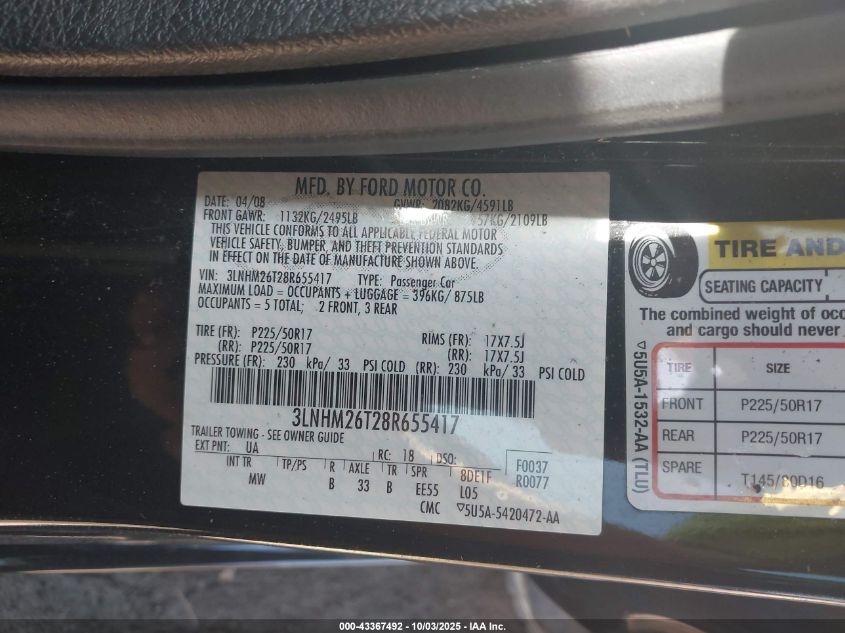 MFD. BY FORD MOTOR CO.
DATE: 04/08 GVWR: 2082KG/4591LB
FRONT GAWR: 1132KG/2495LB 57KG/2109LB
THIS VEHICLE CONFORMS TO ALL APPLICABLE FEDERAL MOTOR
VEHICLE SAFETY, BUMPER, AND THEFT PREVENTION STANDARDS
IN EFFECT ON THE DATE OF MANUFACTURE SHOWN ABOVE.
VIN: 3LNHM26T28R655417 TYPE: Passenger Car
MAXIMUM LOAD = OCCUPANTS + LUGGAGE = 396KG/ 875LB
OCCUPANTS = 5 TOTAL; 2 FRONT, 3 REAR
TIRE (FR): P225/50R17 RIMS (FR): 17X7.5J
(RR): P225/50R17 (RR): 17X7.5J
PRESSURE (FR): 230 kPa/ 33 PSI COLD (RR): 230 kPa/ 33 PSI COLD
3LNHM26T28R655417
TRAILER TOWING - SEE OWNER GUIDE
EXT PNT: UA RC: 18 DSO: F0037
INT TR TP/PS R AXLE TR SPR 8DE1F R0077
MW B 33 B EE55 L05
CMC ▽5U5A-5420472-AA
TIRE AND
SEATING CAPACITY
The combined weight of occ
and cargo should never
TIRE SIZE
FRONT P225/50R17
REAR P225/50R17
SPARE T145/80D16
▽5U5A-1532-AA (TLU)
000-43367492 - 10/03/2025 - IAA Inc.